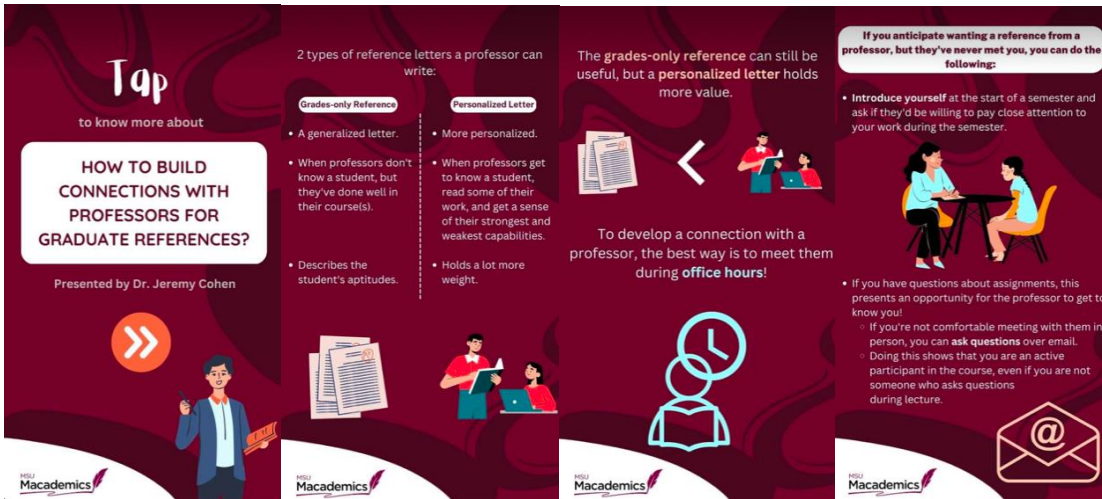 Tap
to know more about
HOW TO BUILD
CONNECTIONS WITH
PROFESSORS FOR
GRADUATE REFERENCES?
Presented by Dr. Jeremy Cohen
MSU
Macademics
2 types of reference letters a professor can
write:
Grades-only Reference
• A generalized letter.
• When professors don't
know a student, but
they've done well in
their course(s).
• Describes the
student's aptitudes.
Personalized Letter
• More personalized.
• When professors get
to know a student,
read some of their
work, and get a sense
of their strongest and
weakest capabilities.
• Holds a lot more
weight.
MSU
Macademics
The grades-only reference can still be
useful, but a personalized letter holds
more value.
<
To develop a connection with a
professor, the best way is to meet them
during office hours!
MSU
Macademics
If you anticipate wanting a reference from a
professor, but they've never met you, you can do the
following:
• Introduce yourself at the start of a semester and
ask if they'd be willing to pay close attention to
your work during the semester.
• If you have questions about assignments, this
presents an opportunity for the professor to get to
know you!
○ If you're not comfortable meeting with them in
person, you can ask questions over email.
○ Doing this shows that you are an active
participant in the course, even if you are not
someone who asks questions
during lecture.
@
MSU
Macademics